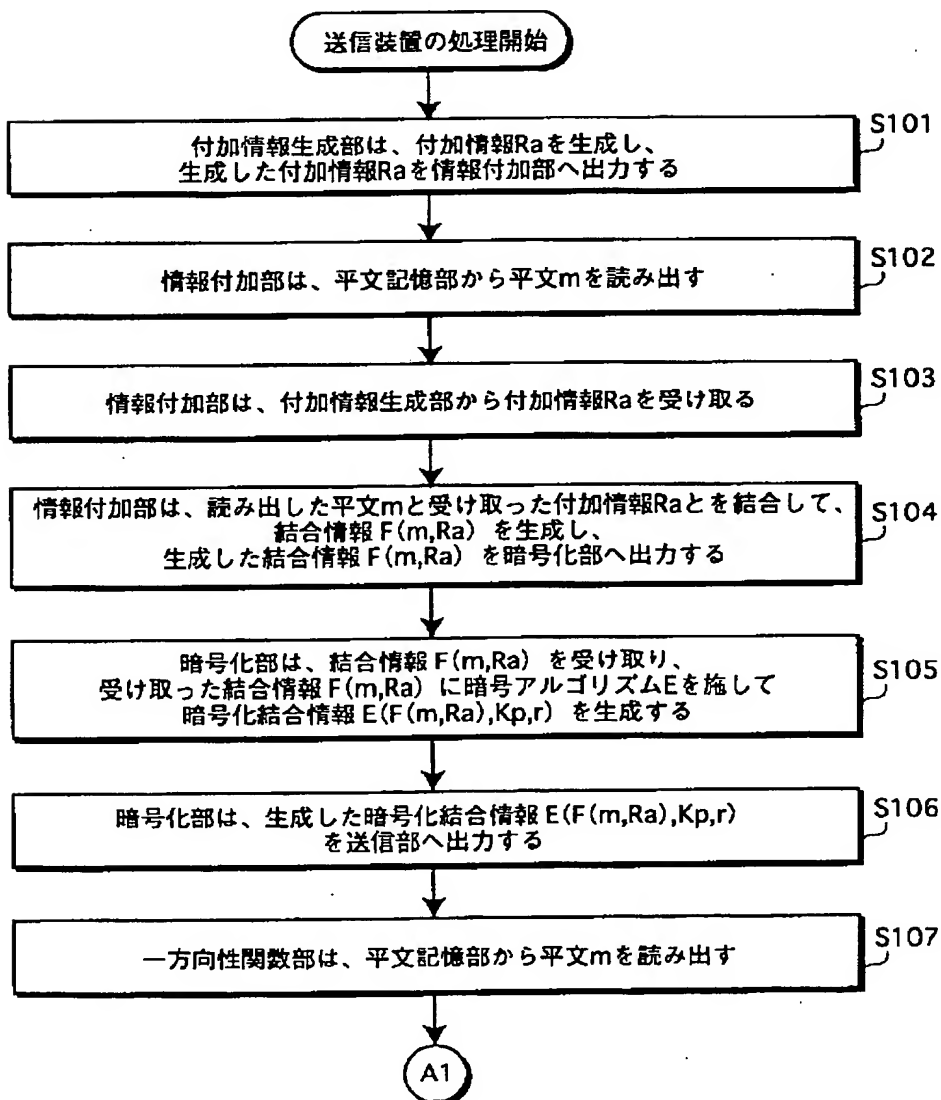 送信装置の処理開始
S101
付加情報生成部は、付加情報Raを生成し、
生成した付加情報Raを情報付加部へ出力する
S102
情報付加部は、平文記憶部から平文mを読み出す
S103
情報付加部は、付加情報生成部から付加情報Raを受け取る
S104
情報付加部は、読み出した平文mと受け取った付加情報Raとを結合して、
結合情報F(m,Ra)を生成し、
生成した結合情報F(m,Ra)を暗号化部へ出力する
S105
暗号化部は、結合情報F(m,Ra)を受け取り、
受け取った結合情報F(m,Ra)に暗号アルゴリズムEを施して
暗号化結合情報E(F(m,Ra),Kp,r)を生成する
S106
暗号化部は、生成した暗号化結合情報E(F(m,Ra),Kp,r)
を送信部へ出力する
S107
一方向性関数部は、平文記憶部から平文mを読み出す
A1